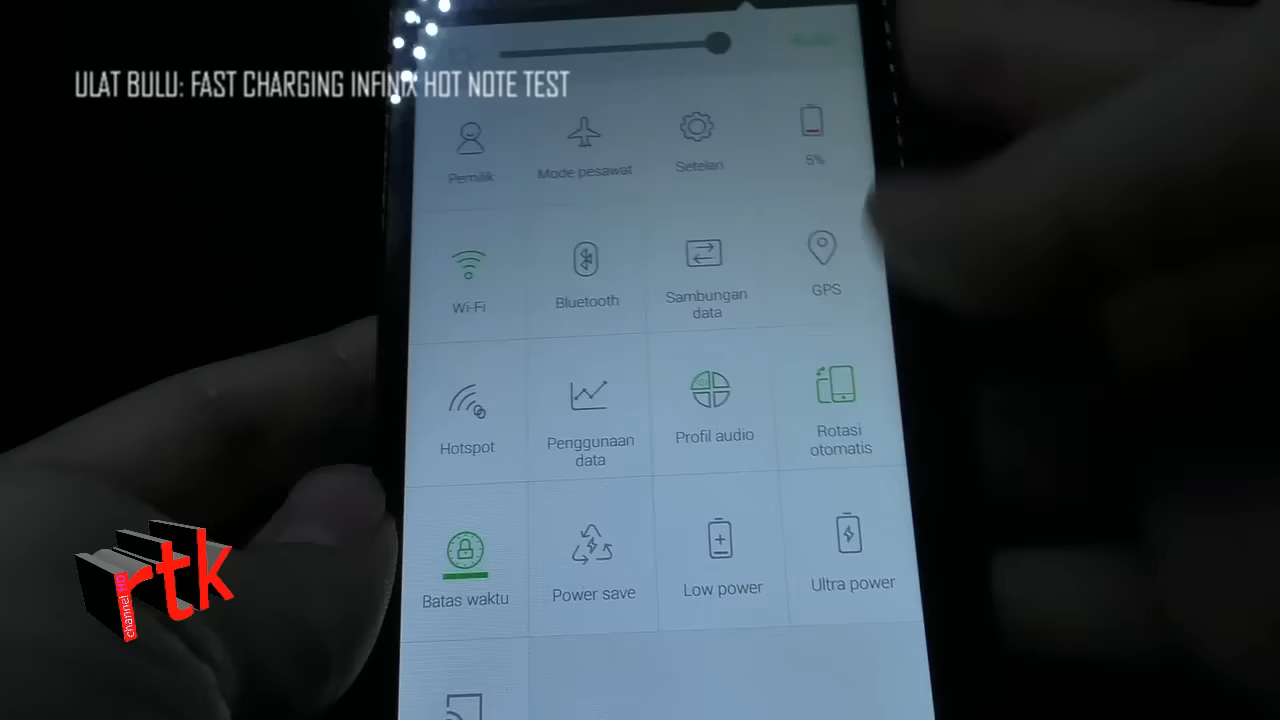 ULAT BULU: FAST CHARGING INFINIX HOT NOTE TEST
Pemilik
Mode pesawat
Setelan
5%
Wi-Fi
Bluetooth
Sambungan
data
GPS
Hotspot
Penggunaan
data
Profil audio
Rotasi
otomatis
Batas waktu
Power save
Low power
Ultra power
rtk
channel HD